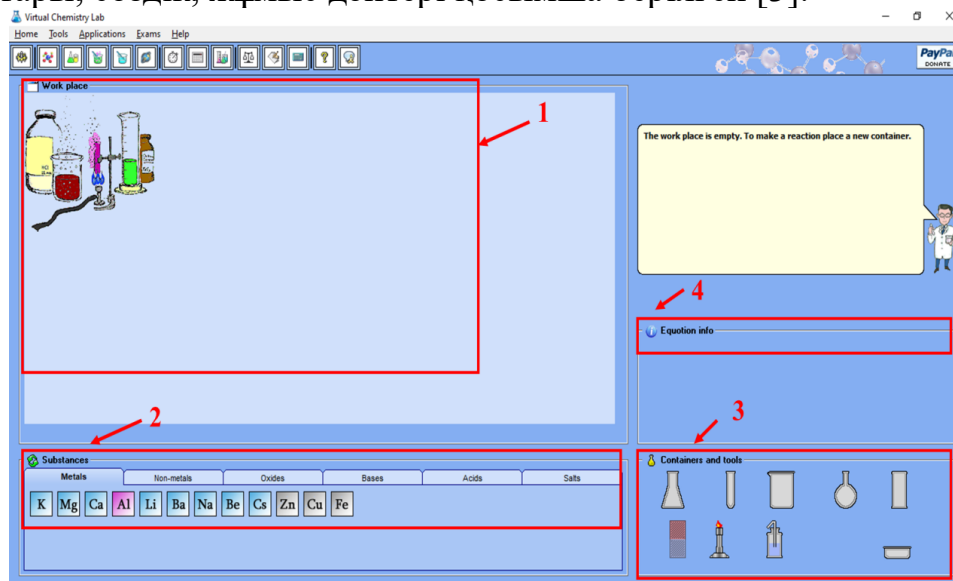 Virtual Chemistry Lab
Home Tools Applications Exams Help
PayPa
DONATE
Work place
1
The work place is empty. To make a reaction place a new container.
4
Equotion info
2
3
Substances
Metals Non-metals Oxides Bases Acids Salts
K Mg Ca Al Li Ba Na Be Cs Zn Cu Fe
Containers and tools